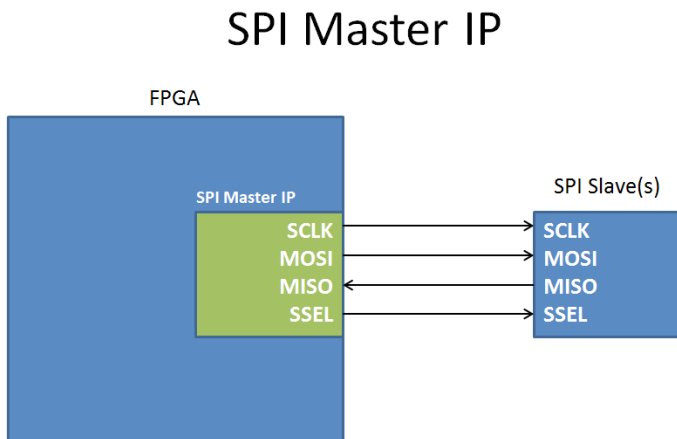 SPI Master IP
FPGA
SPI Master IP
SCLK
MOSI
MISO
SSEL
SPI Slave(s)
SCLK
MOSI
MISO
SSEL